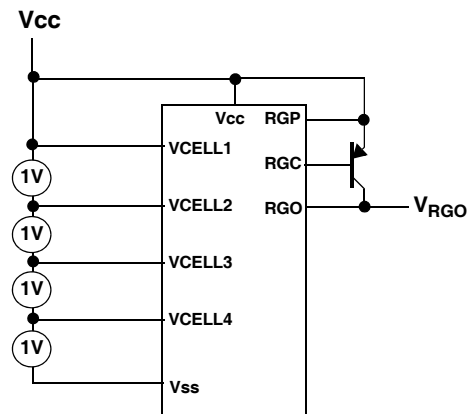 Vcc
Vcc RGP
VCELL1
1V
RGC
VCELL2
RGO
VRGO
1V
VCELL3
1V
VCELL4
1V
Vss